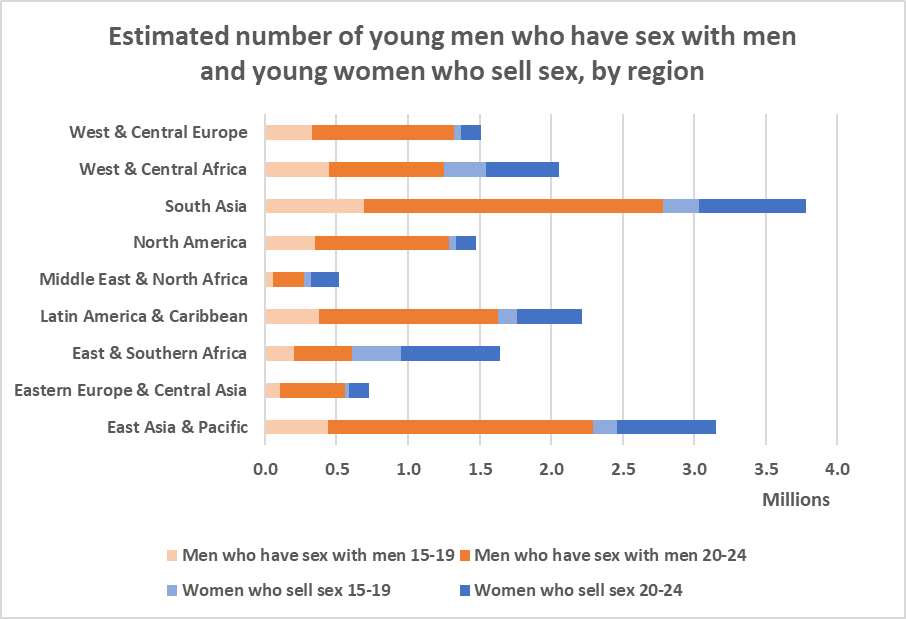 Estimated number of young men who have sex with men
and young women who sell sex, by region
West & Central Europe
West & Central Africa
South Asia
North America
Middle East & North Africa
Latin America & Caribbean
East & Southern Africa
Eastern Europe & Central Asia
East Asia & Pacific
0.0 0.5 1.0 1.5 2.0 2.5 3.0 3.5 4.0
Millions
Men who have sex with men 15-19 Men who have sex with men 20-24
Women who sell sex 15-19 Women who sell sex 20-24